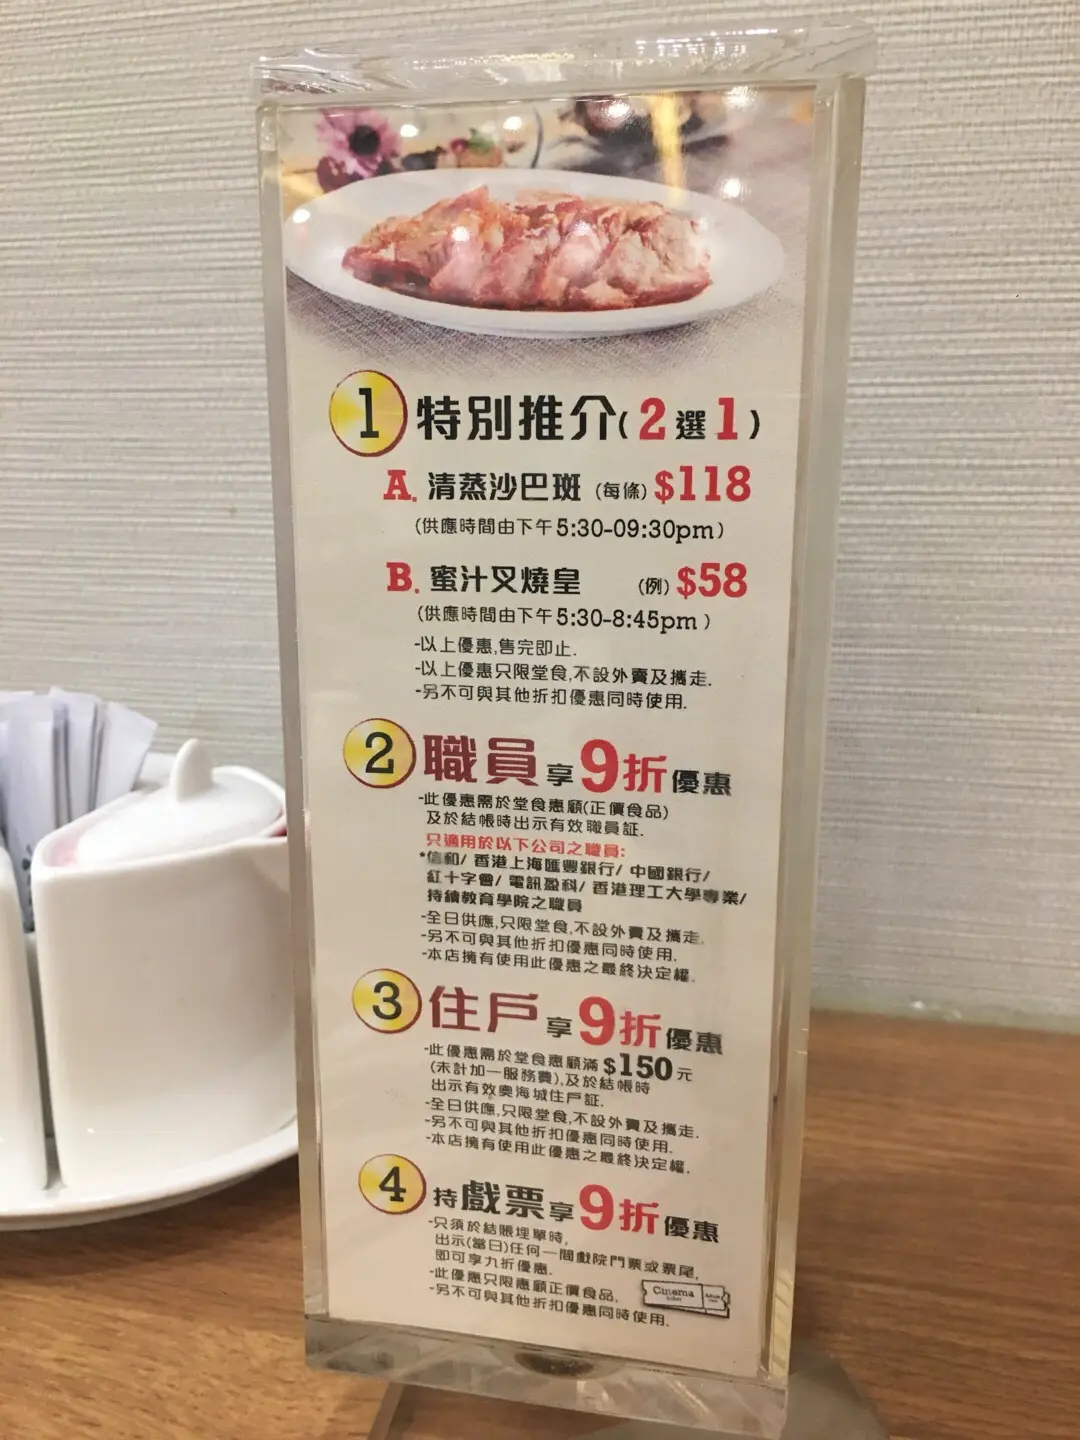 1 特別推介(2選1)
A. 清蒸沙巴斑 (每條) $118
(供應時間由下午5:30-09:30pm)
B. 蜜汁叉燒皇 (例) $58
(供應時間由下午5:30-8:45pm)
-以上優惠,售完即止.
-以上優惠只限堂食,不設外賣及攜走.
-另不可與其他折扣優惠同時使用.
2 職員享9折優惠
-此優惠需於堂食惠顧(正價食品)
及於結帳時出示有效職員証.
只適用於以下公司之職員:
*信和/ 香港上海匯豐銀行/ 中國銀行/
紅十字會/ 電訊盈科/ 香港理工大學專業/
持續教育學院之職員
-全日供應,只限堂食,不設外賣及攜走.
-另不可與其他折扣優惠同時使用.
-本店擁有使用此優惠之最終決定權.
3 住戶享9折優惠
-此優惠需於堂食惠顧滿$150元
(未計加一服務費),及於結帳時
出示有效奧海城住戶証.
-全日供應,只限堂食,不設外賣及攜走.
-另不可與其他折扣優惠同時使用.
-本店擁有使用此優惠之最終決定權.
4 持戲票享9折優惠
-只須於結賬埋單時,
出示(當日)任何一間戲院門票或票尾,
即可享九折優惠.
-此優惠只限惠顧正價食品.
-另不可與其他折扣優惠同時使用.
Cinema